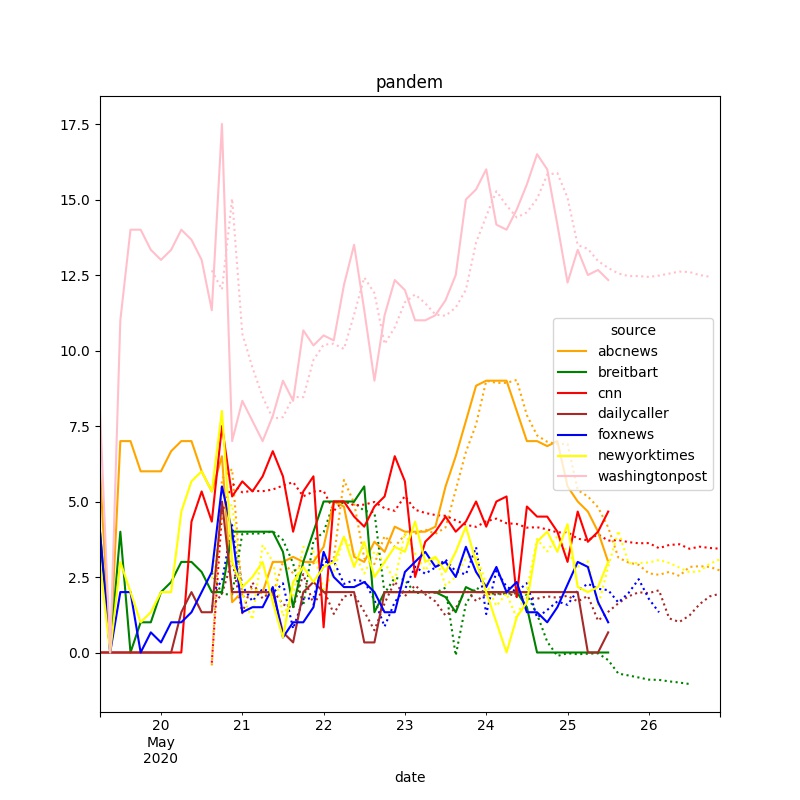 pandem
17.5
15.0
12.5
10.0
7.5
5.0
2.5
0.0
source
abcnews
breitbart
cnn
dailycaller
foxnews
newyorktimes
washingtonpost
20 21 22 23 24 25 26
May
2020
date